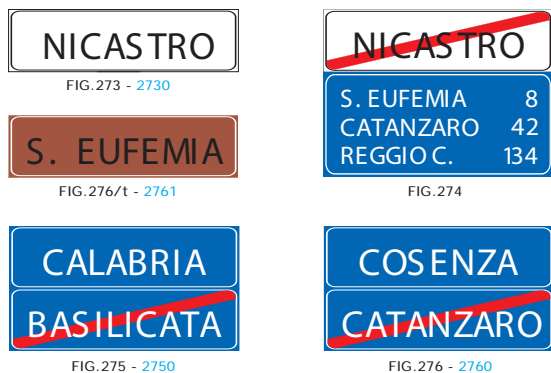 NICASTRO
FIG.273 - 2730
S. EUFEMIA
FIG.276/t - 2761
NICASTRO
S. EUFEMIA 8
CATANZARO 42
REGGIO C. 134
FIG.274
CALABRIA
BASILICATA
FIG.275 - 2750
COSENZA
CATANZARO
FIG.276 - 2760